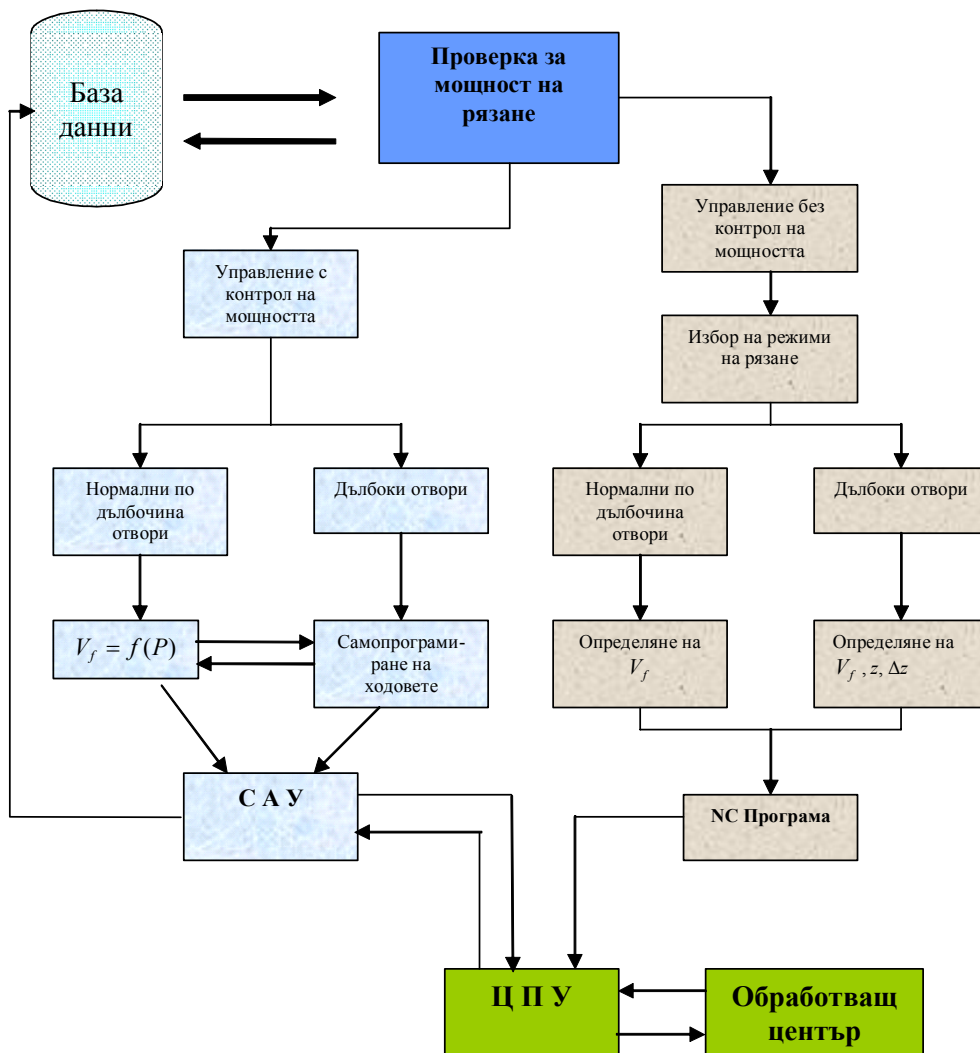 База
данни
Проверка за
мощност на
рязане
Управление без
контрол на
мощността
Управление с
контрол на
мощността
Избор на режими
на рязане
Нормални по
дълбочина
отвори
Дълбоки отвори
Нормални по
дълбочина
отвори
Дълбоки отвори
V_f = f(P)
Самопрограми-
ране на
ходовете
Определяне на
V_f
Определяне на
V_f , z, Δz
С А У
NC Програма
Ц П У
Обработващ
център